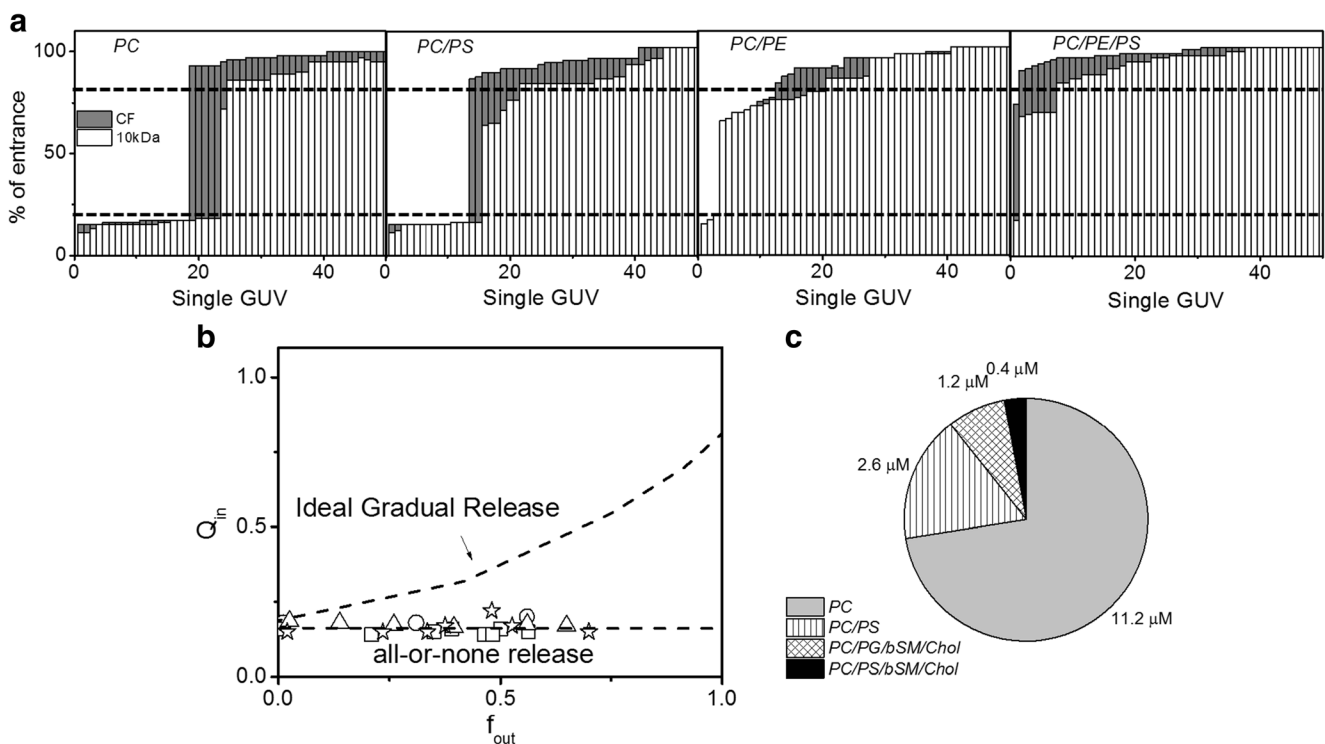 a
PC
PC/PS
PC/PE
PC/PE/PS
100
50
0
% of entrance
CF
10kDa
0 20 40 0 20 40 0 20 40 0 20 40
Single GUV Single GUV Single GUV Single GUV
b
1.0
0.5
0.0
Qin
Ideal Gradual Release
all-or-none release
0.0 0.5 1.0
fout
c
1.2 μM
0.4 μM
2.6 μM
11.2 μM
PC
PC/PS
PC/PG/bSM/Chol
PC/PS/bSM/Chol